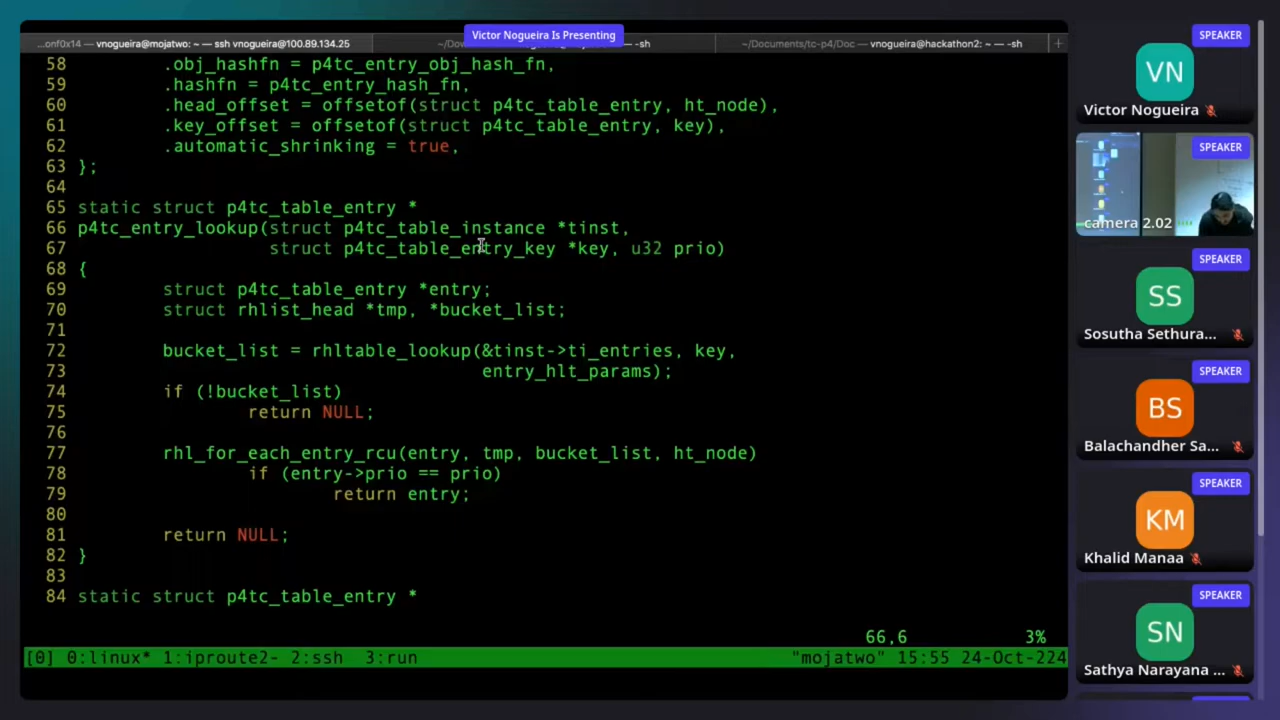 Victor Nogueira Is Presenting
...onf0x14 — vnogueira@mojatwo: ~ — ssh vnogueira@100.89.134.25
~/Dow
-sh
~/Documents/tc-p4/Doc — vnogueira@hackathon2: ~ — -sh
+
58 .obj_hashfn = p4tc_entry_obj_hash_fn,
59 .hashfn = p4tc_entry_hash_fn,
60 .head_offset = offsetof(struct p4tc_table_entry, ht_node),
61 .key_offset = offsetof(struct p4tc_table_entry, key),
62 .automatic_shrinking = true,
63 };
64
65 static struct p4tc_table_entry *
66 p4tc_entry_lookup(struct p4tc_table_instance *tinst,
67 struct p4tc_table_entry_key *key, u32 prio)
68 {
69 struct p4tc_table_entry *entry;
70 struct rhlist_head *tmp, *bucket_list;
71
72 bucket_list = rhltable_lookup(&tinst->ti_entries, key,
73 entry_hlt_params);
74 if (!bucket_list)
75 return NULL;
76
77 rhl_for_each_entry_rcu(entry, tmp, bucket_list, ht_node)
78 if (entry->prio == prio)
79 return entry;
80
81 return NULL;
82 }
83
84 static struct p4tc_table_entry *
66,6 3%
[0] 0:linux* 1:iproute2- 2:ssh 3:run "mojatwo" 15:55 24-Oct-224
SPEAKER
VN
Victor Nogueira
SPEAKER
camera 2.02
SPEAKER
SS
Sosutha Sethura...
SPEAKER
BS
Balachandher Sa...
SPEAKER
KM
Khalid Manaa
SPEAKER
SN
Sathya Narayana ...